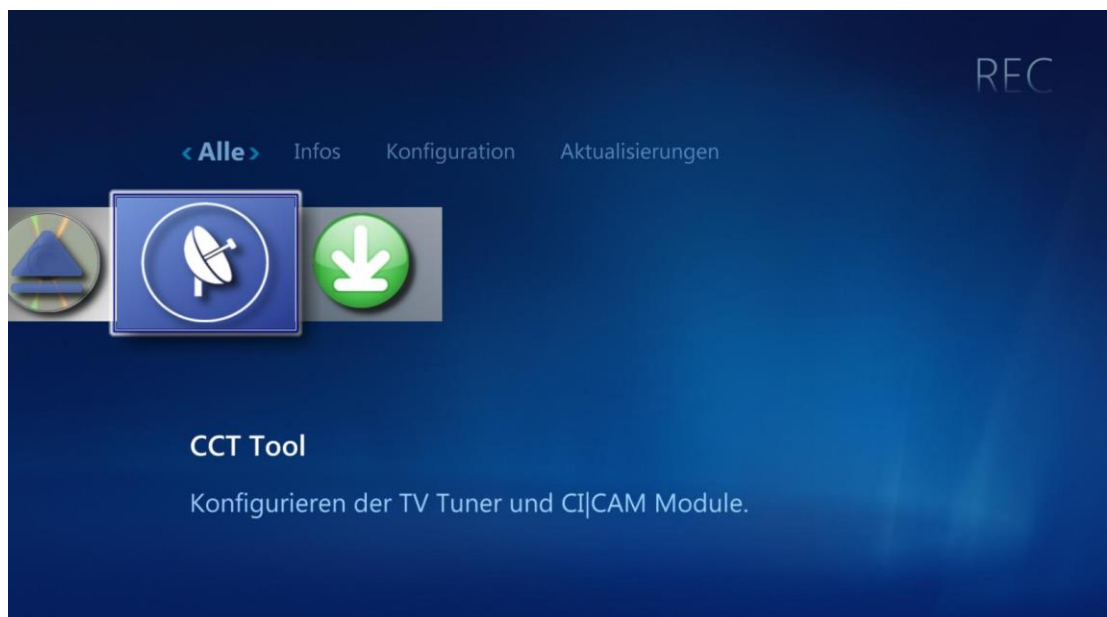 REC
< Alle > Infos Konfiguration Aktualisierungen
CCT Tool
Konfigurieren der TV Tuner und CI|CAM Module.